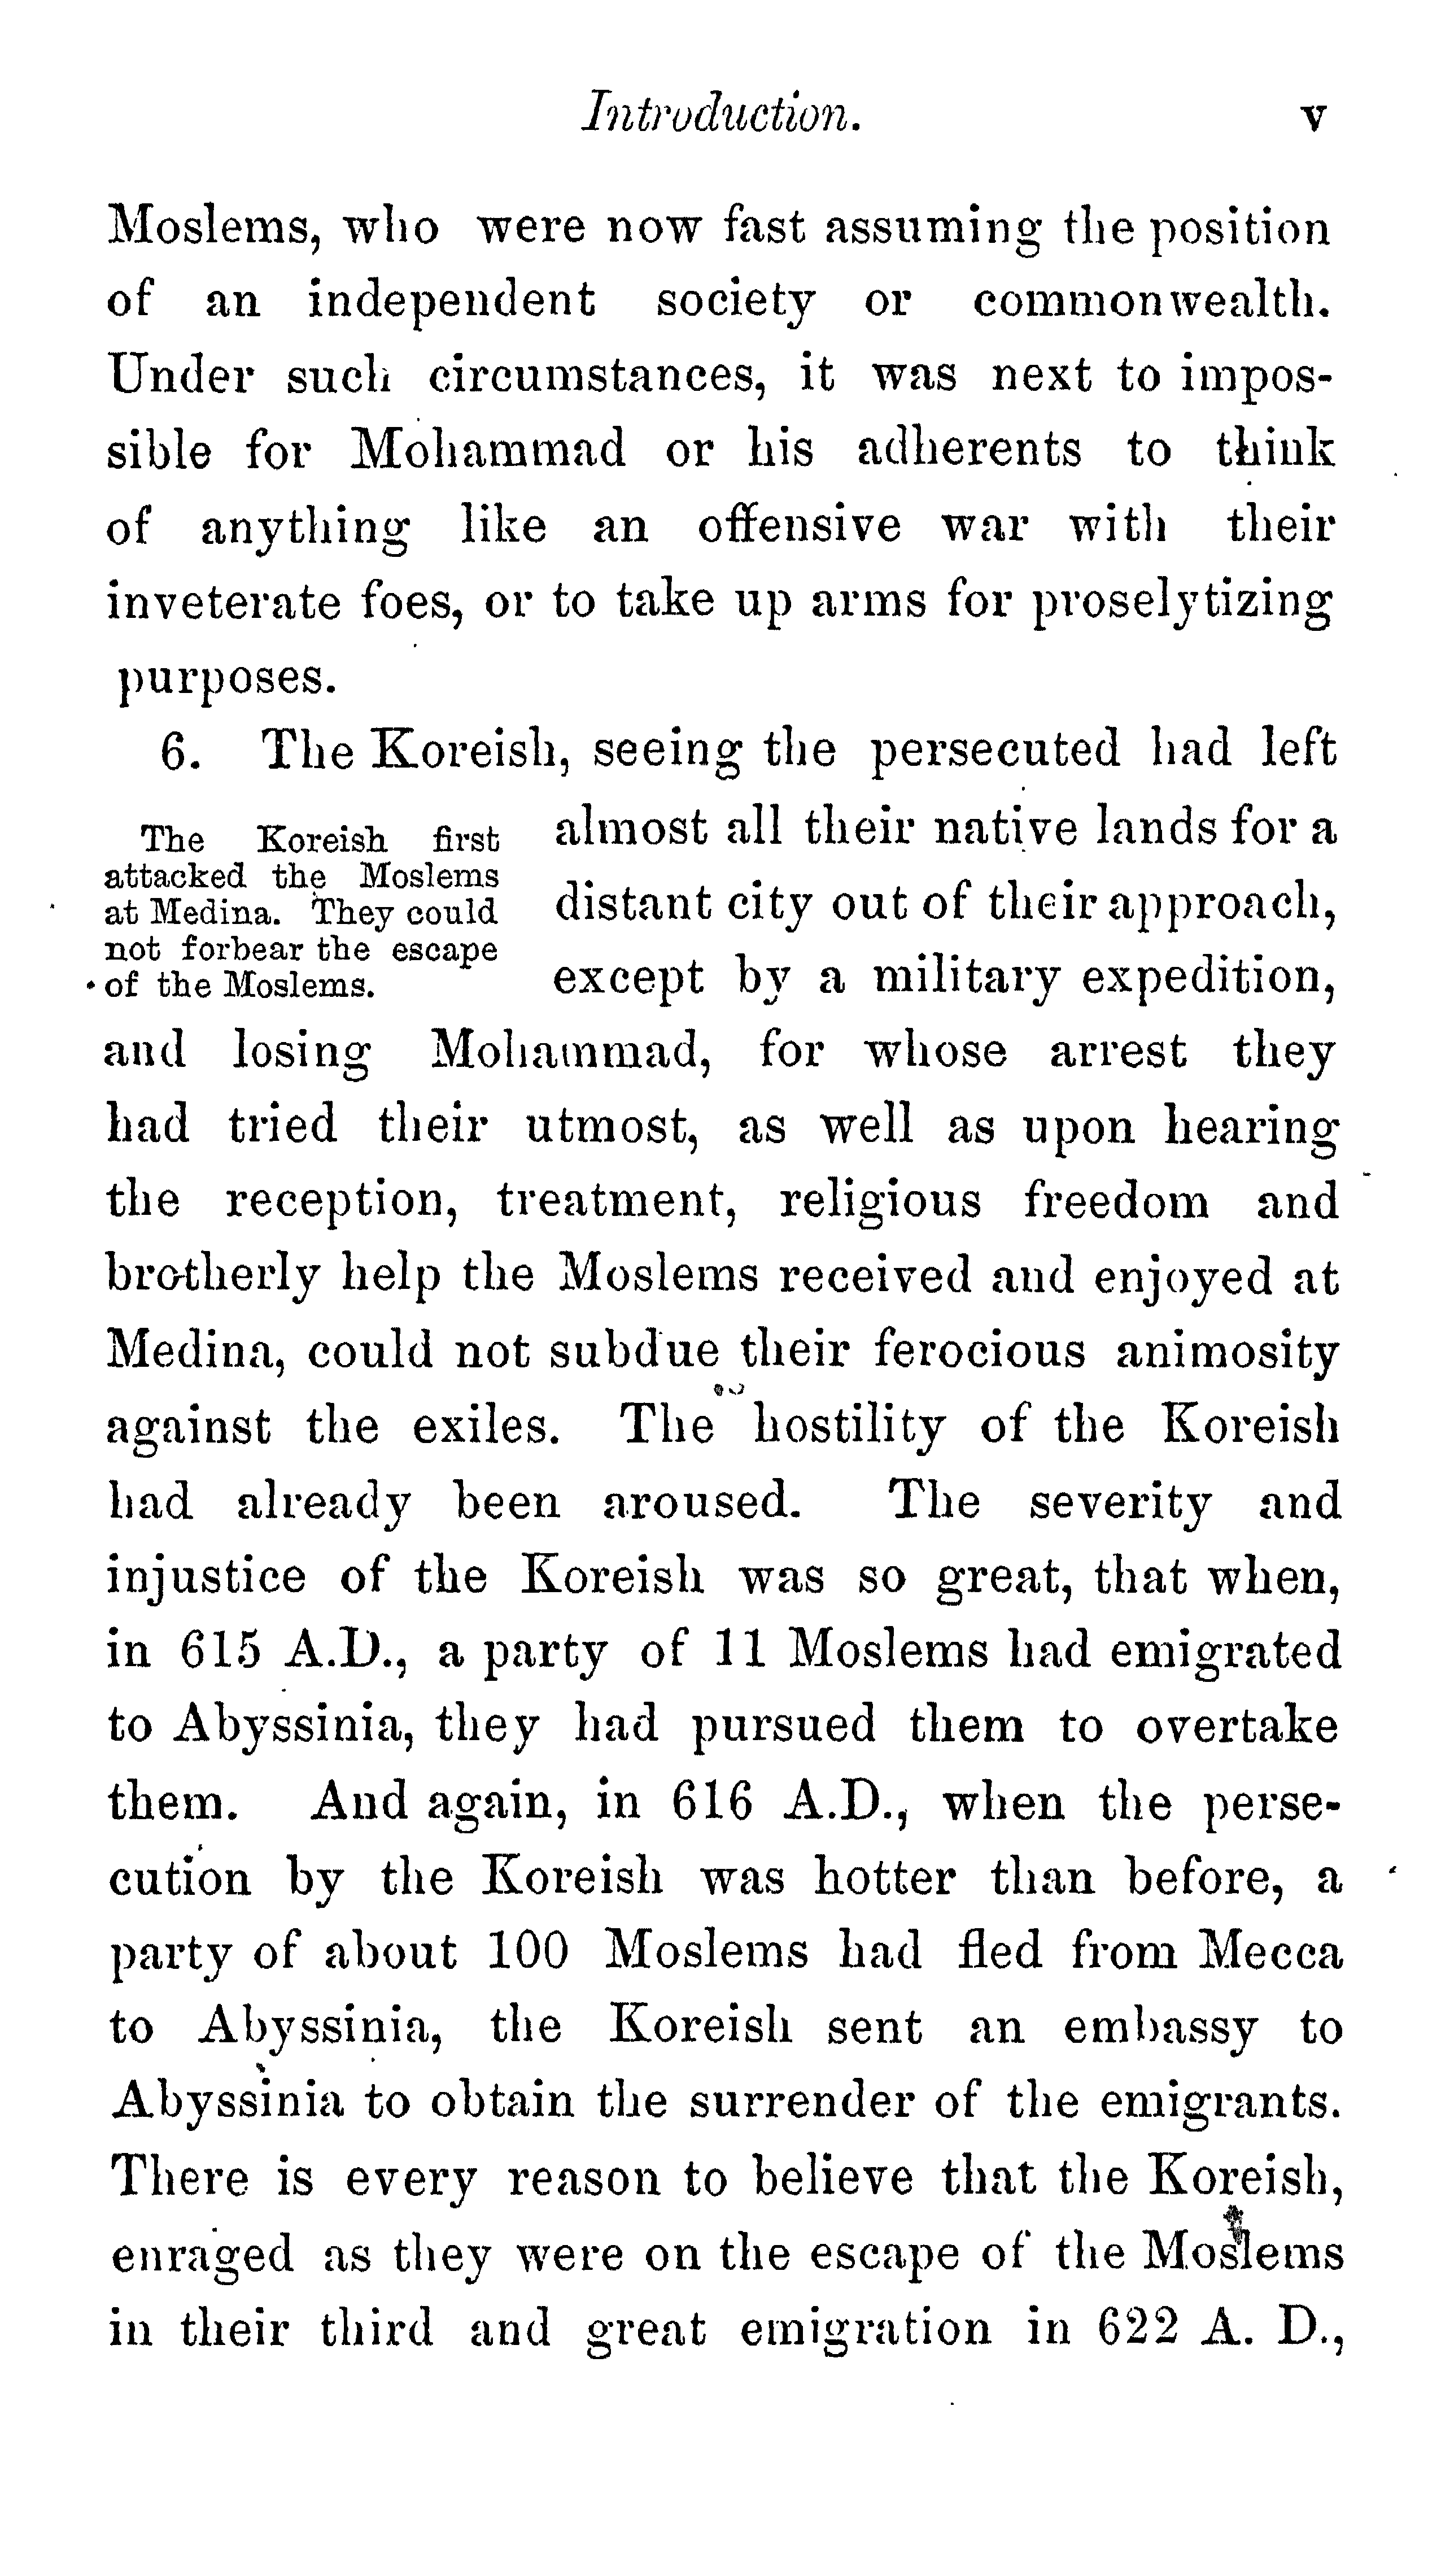 Introduction. v
Moslems, who were now fast assuming the position
of an independent society or commonwealth.
Under such circumstances, it was next to impos-
sible for Mohammad or his adherents to think
of anything like an offensive war with their
inveterate foes, or to take up arms for proselytizing
purposes.
6. The Koreish, seeing the persecuted had left
The Koreish first
attacked the Moslems
at Medina. They could
not forbear the escape
of the Moslems.
almost all their native lands for a
distant city out of their approach,
except by a military expedition,
and losing Mohammad, for whose arrest they
had tried their utmost, as well as upon hearing
the reception, treatment, religious freedom and
brotherly help the Moslems received and enjoyed at
Medina, could not subdue their ferocious animosity
against the exiles. The hostility of the Koreish
had already been aroused. The severity and
injustice of the Koreish was so great, that when,
in 615 A.D., a party of 11 Moslems had emigrated
to Abyssinia, they had pursued them to overtake
them. And again, in 616 A.D., when the perse-
cution by the Koreish was hotter than before, a
party of about 100 Moslems had fled from Mecca
to Abyssinia, the Koreish sent an embassy to
Abyssinia to obtain the surrender of the emigrants.
There is every reason to believe that the Koreish,
enraged as they were on the escape of the Moslems
in their third and great emigration in 622 A. D.,